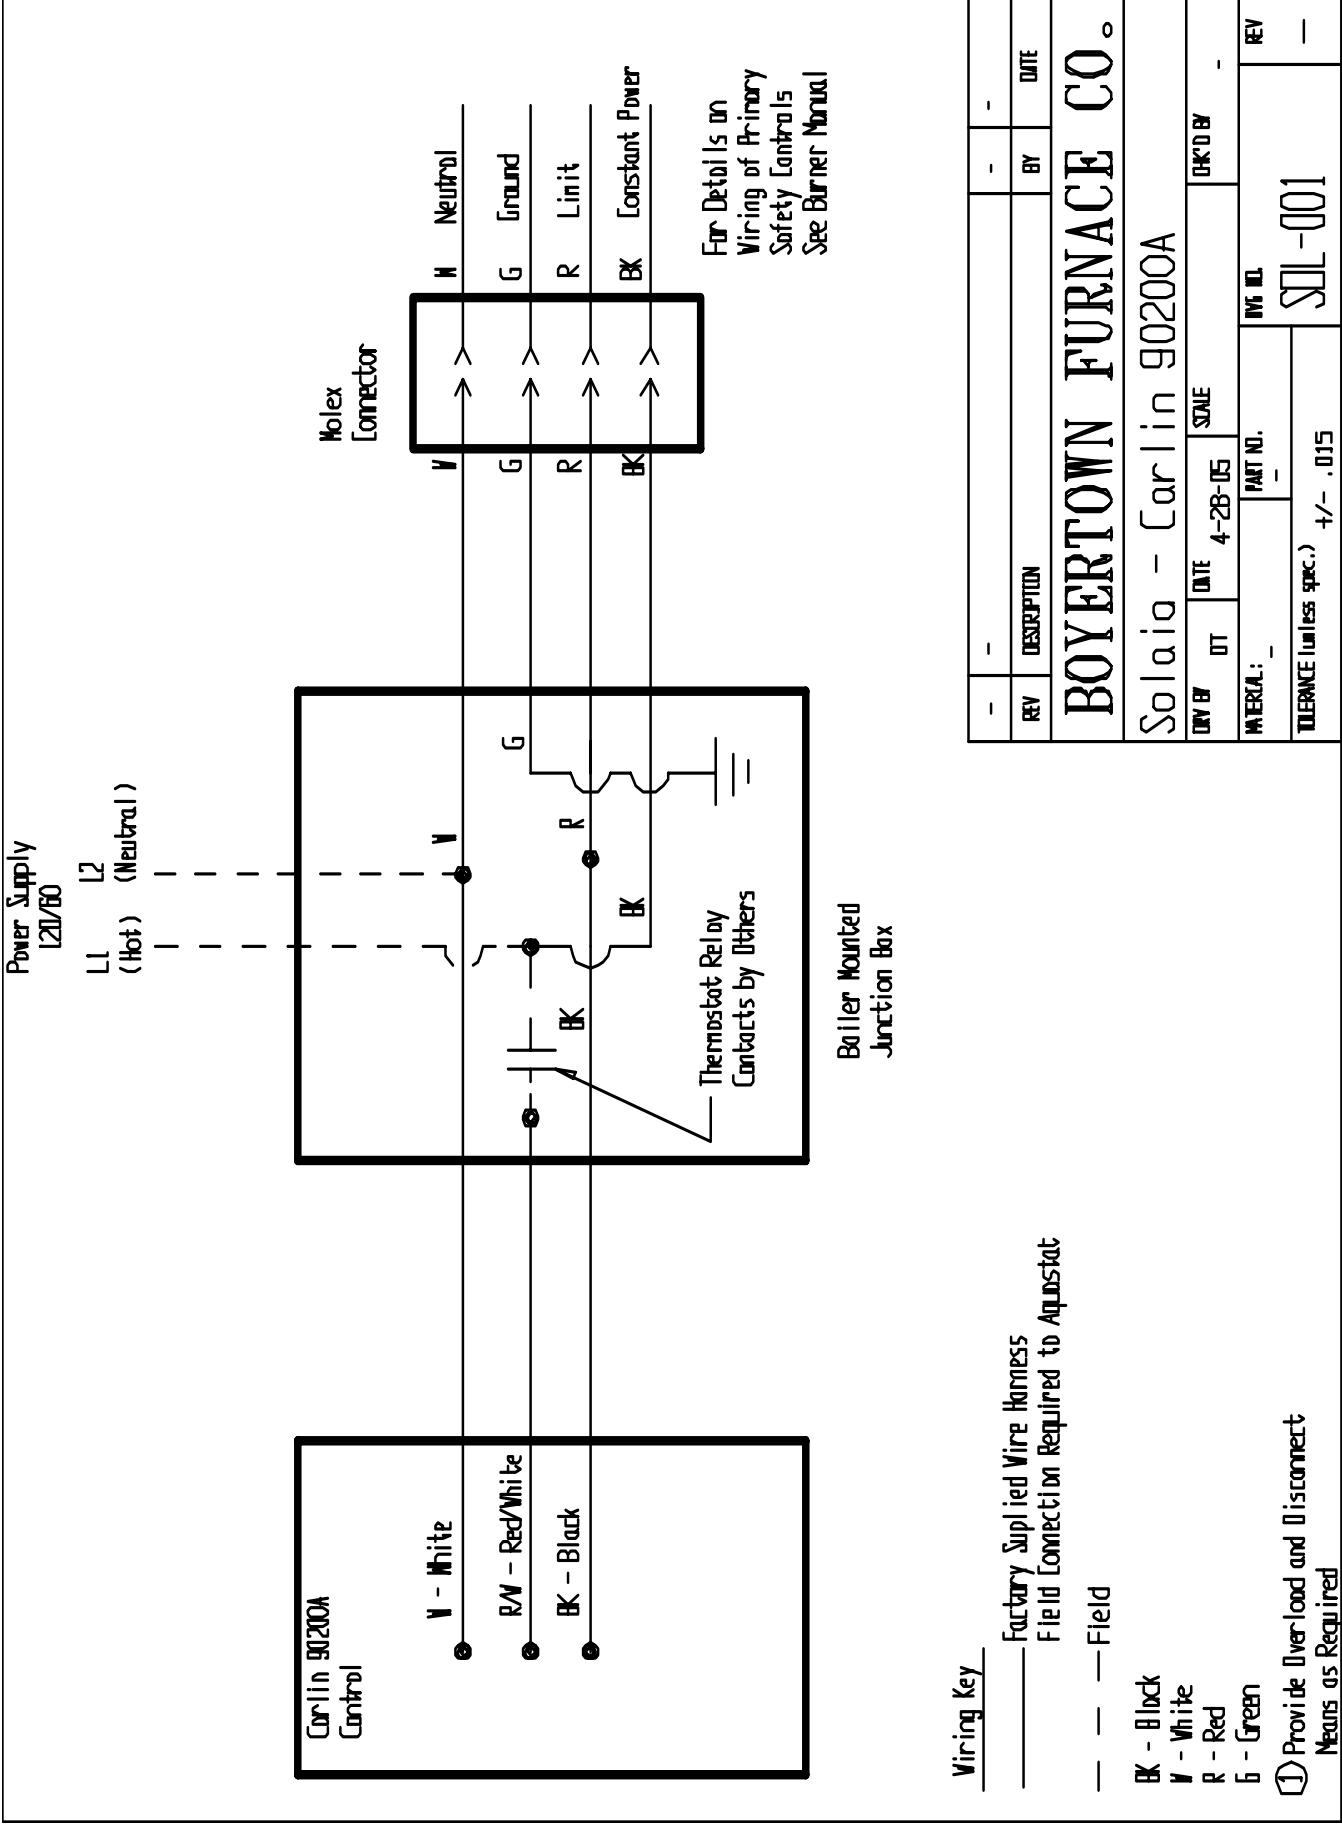 Power Supply
120/60
L1
(Hot)
L2
(Neutral)
Carlin 90200A
Control
W - White
R/W - Red/White
BK - Black
W
G
R
BK
BK
Thermostat Relay
Contacts by Others
Boiler Mounted
Junction Box
Molex
Connector
W
G
R
BK
W
G
R
BK
Neutral
Ground
Limit
Constant Power
For Details on
Wiring of Primary
Safety Controls
See Burner Manual
Wiring Key
Factory Suplied Wire Harness
Field Connection Required to Aquastat
Field
BK - Black
W - White
R - Red
G - Green
1 Provide Overload and Disconnect
Means as Required
- - - -
REV DESCRIPTION BY DATE
BOYERTOWN FURNACE CO.
Solaia - Carlin 90200A
DRW BY DT
DATE 4-28-05
SCALE
CHK'D BY -
MATERIAL: -
PART NO. -
DWG NO. SOL-001
REV -
TOLERANCE (unless spec.) +/- .015